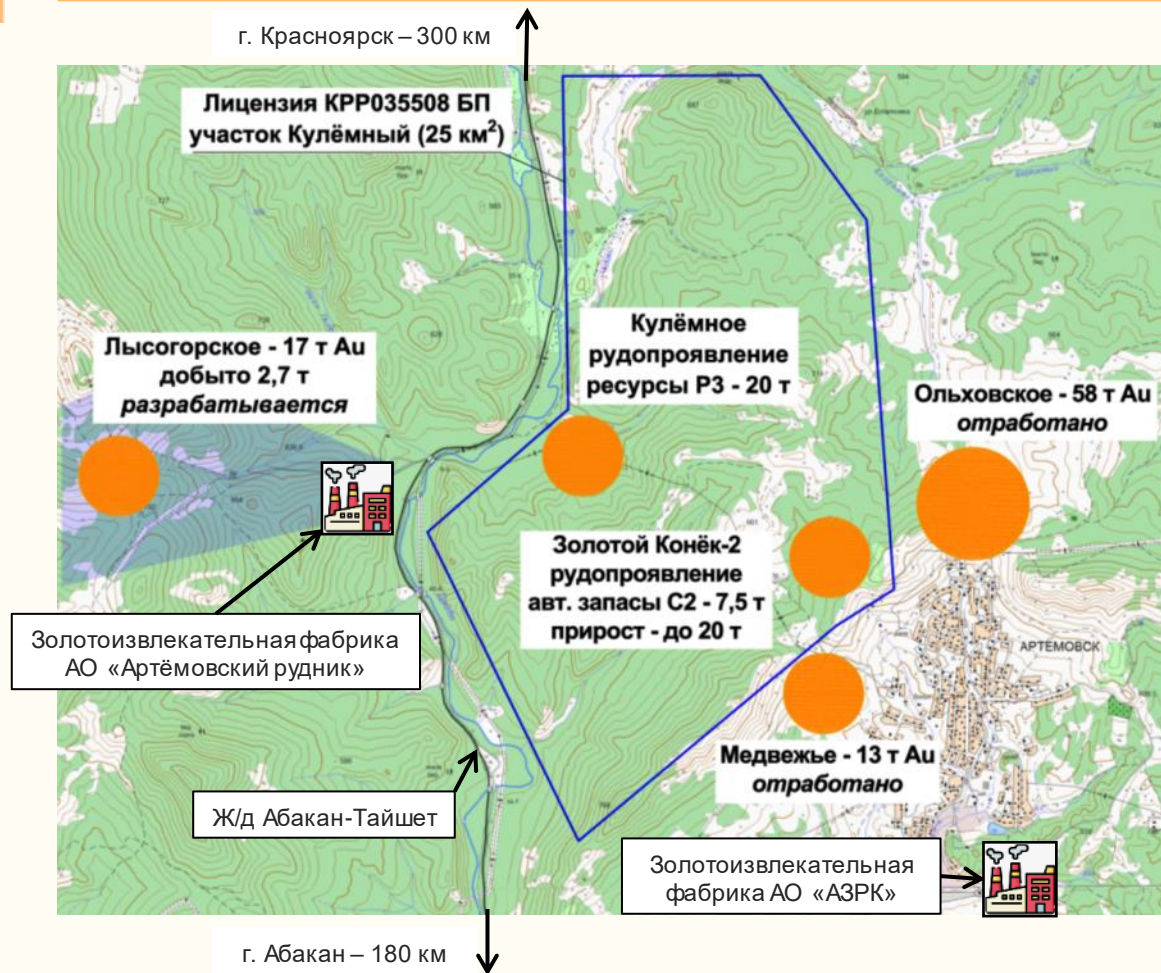 г. Красноярск – 300 км
Лицензия КРР035508 БП
участок Кулёмный (25 км²)
Кулёмное
рудопроявление
ресурсы Р3 - 20 т
Лысогорское - 17 т Au
добыто 2,7 т
разрабатывается
Ольховское - 58 т Au
отработано
Золотой Конёк-2
рудопроявление
авт. запасы С2 - 7,5 т
прирост - до 20 т
Золотоизвлекательная фабрика
АО «Артёмовский рудник»
АРТЕМОВСК
Медвежье - 13 т Au
отработано
Ж/д Абакан-Тайшет
Золотоизвлекательная
фабрика АО «АЗРК»
г. Абакан – 180 км